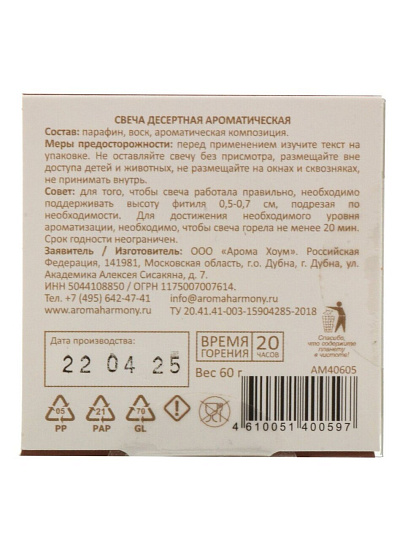 СВЕЧА ДЕСЕРТНАЯ АРОМАТИЧЕСКАЯ
Состав: парафин, воск, ароматическая композиция.
Меры предосторожности: перед применением изучите текст на
упаковке. Не оставляйте свечу без присмотра, размещайте вне
доступа детей и животных, не размещайте на окнах и сквозняках,
не принимать внутрь.
Совет: для того, чтобы свеча работала правильно, необходимо
поддерживать высоту фитиля 0,5-0,7 см, подрезая по
необходимости. Для достижения необходимого уровня
ароматизации, необходимо, чтобы свеча горела не менее 20 мин.
Срок годности неограничен.
Заявитель / Изготовитель: ООО «Арома Хоум». Российская
Федерация, 141981, Московская область, г.о. Дубна, г. Дубна, ул.
Академика Алексея Сисакяна, д. 7.
ИНН 5044108850 / ОГРН 1175007007614
Тел.: +7 (495) 642-47-41 info@aromaharmony.ru
www.aromaharmony.ru ТУ 20.41.41-003-15904285-2018
Дата производства:
22 04 25
ВРЕМЯ ГОРЕНИЯ 20 ЧАСОВ
Вес 60 г
Спасибо,
что содержите
планету
в чистоте!
AM40605
05 21 70
PP PAP GL
4 610051 400597